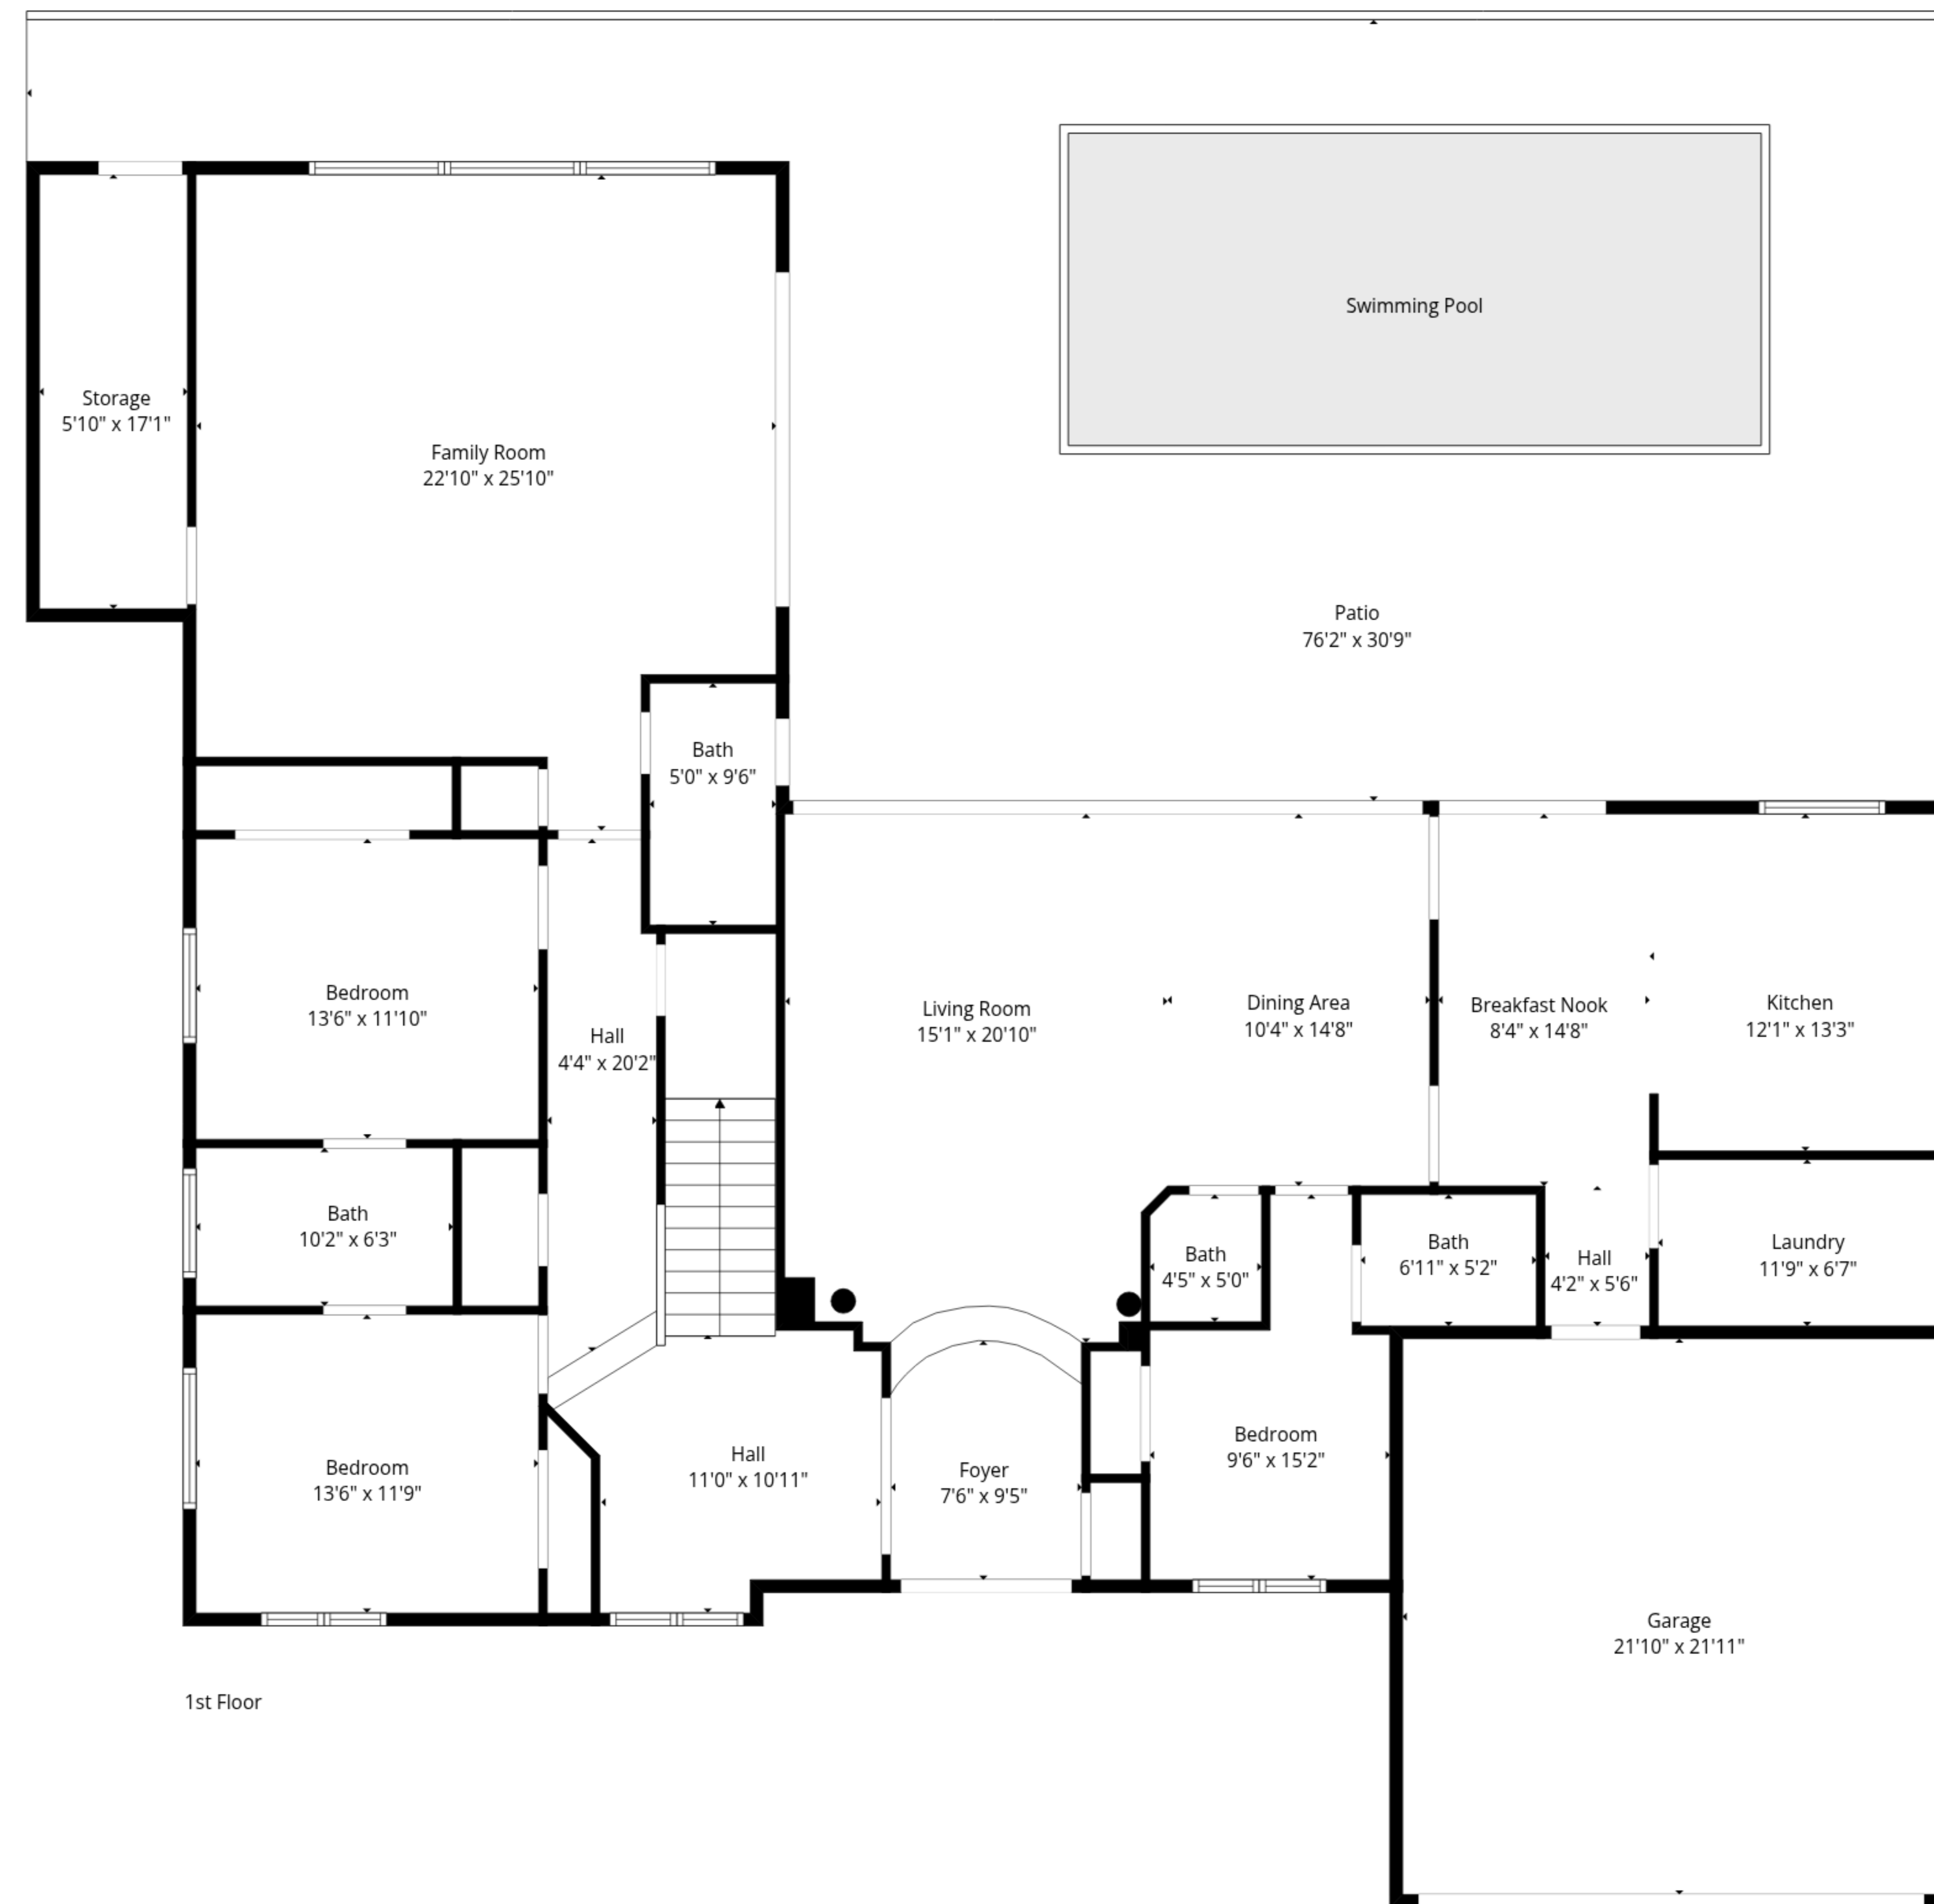 Swimming Pool
Storage
5'10" x 17'1"
Family Room
22'10" x 25'10"
Patio
76'2" x 30'9"
Bath
5'0" x 9'6"
Bedroom
13'6" x 11'10"
Hall
4'4" x 20'2"
Living Room
15'1" x 20'10"
Dining Area
10'4" x 14'8"
Breakfast Nook
8'4" x 14'8"
Kitchen
12'1" x 13'3"
Bath
10'2" x 6'3"
Bath
4'5" x 5'0"
Bath
6'11" x 5'2"
Hall
4'2" x 5'6"
Laundry
11'9" x 6'7"
Bedroom
13'6" x 11'9"
Hall
11'0" x 10'11"
Foyer
7'6" x 9'5"
Bedroom
9'6" x 15'2"
Garage
21'10" x 21'11"
1st Floor